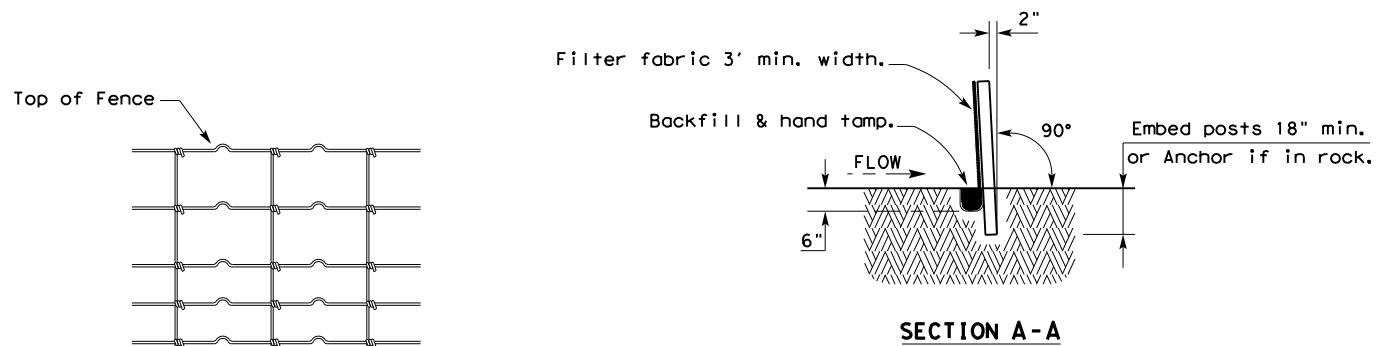 Top of Fence
2"
Filter fabric 3' min. width.
Backfill & hand tamp.
90°
Embed posts 18" min.
or Anchor if in rock.
FLOW
6"
SECTION A-A